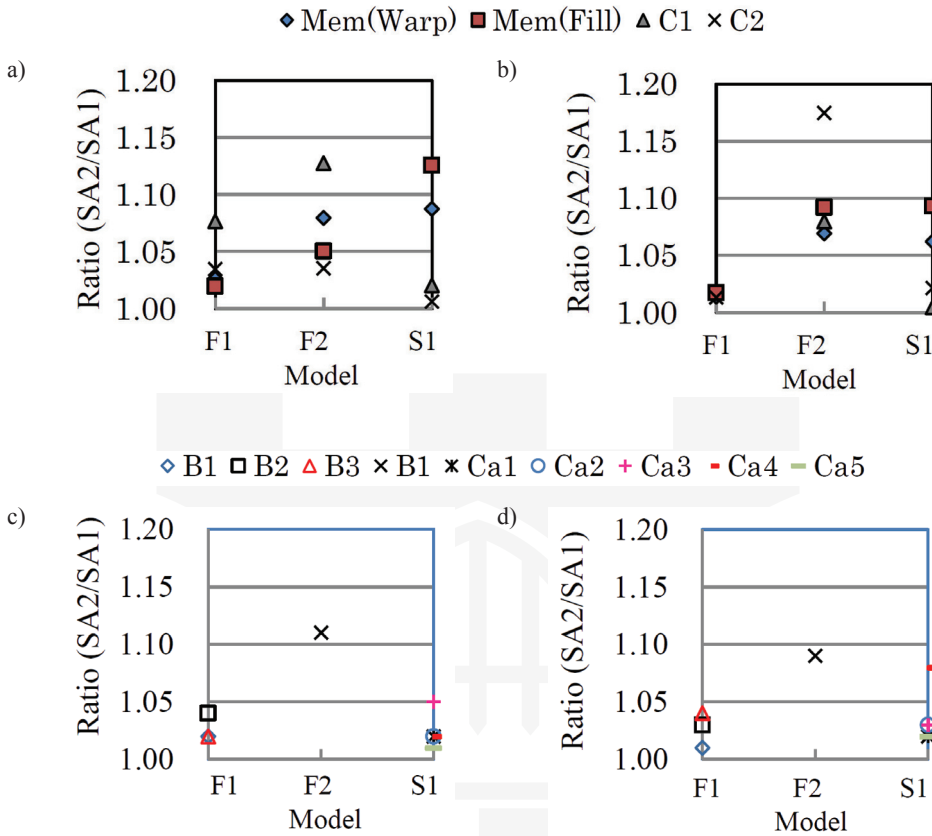 Mem(Warp) Mem(Fill) C1 C2
a)
Ratio (SA2/SA1)
1.20
1.15
1.10
1.05
1.00
F1 F2 S1
Model
b)
Ratio (SA2/SA1)
1.20
1.15
1.10
1.05
1.00
F1 F2 S1
Model
B1 B2 B3 B1 Ca1 Ca2 Ca3 Ca4 Ca5
c)
Ratio (SA2/SA1)
1.20
1.15
1.10
1.05
1.00
F1 F2 S1
Model
d)
Ratio (SA2/SA1)
1.20
1.15
1.10
1.05
1.00
F1 F2 S1
Model